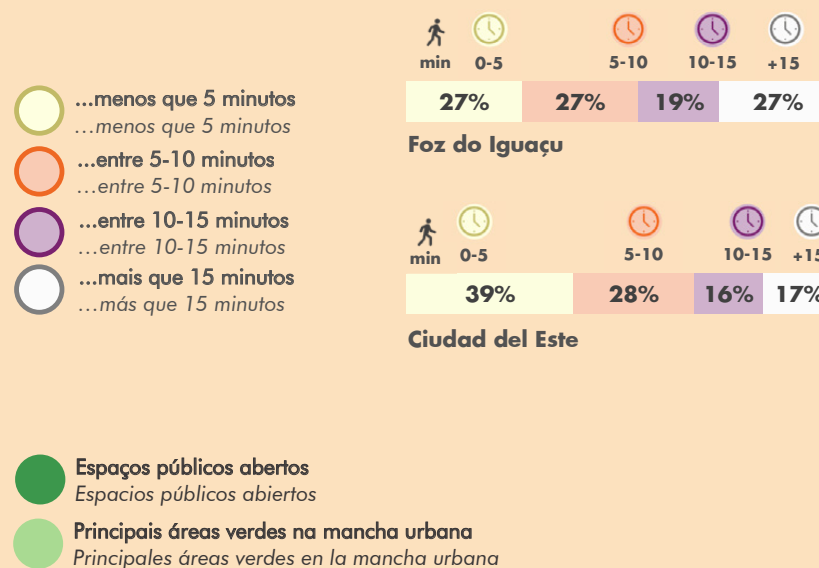 ...menos que 5 minutos
...menos que 5 minutos
...entre 5-10 minutos
...entre 5-10 minutos
...entre 10-15 minutos
...entre 10-15 minutos
...mais que 15 minutos
...más que 15 minutos
min 0-5 5-10 10-15 +15
27% 27% 19% 27%
Foz do Iguaçu
min 0-5 5-10 10-15 +15
39% 28% 16% 17%
Ciudad del Este
Espaços públicos abertos
Espacios públicos abiertos
Principais áreas verdes na mancha urbana
Principales áreas verdes en la mancha urbana